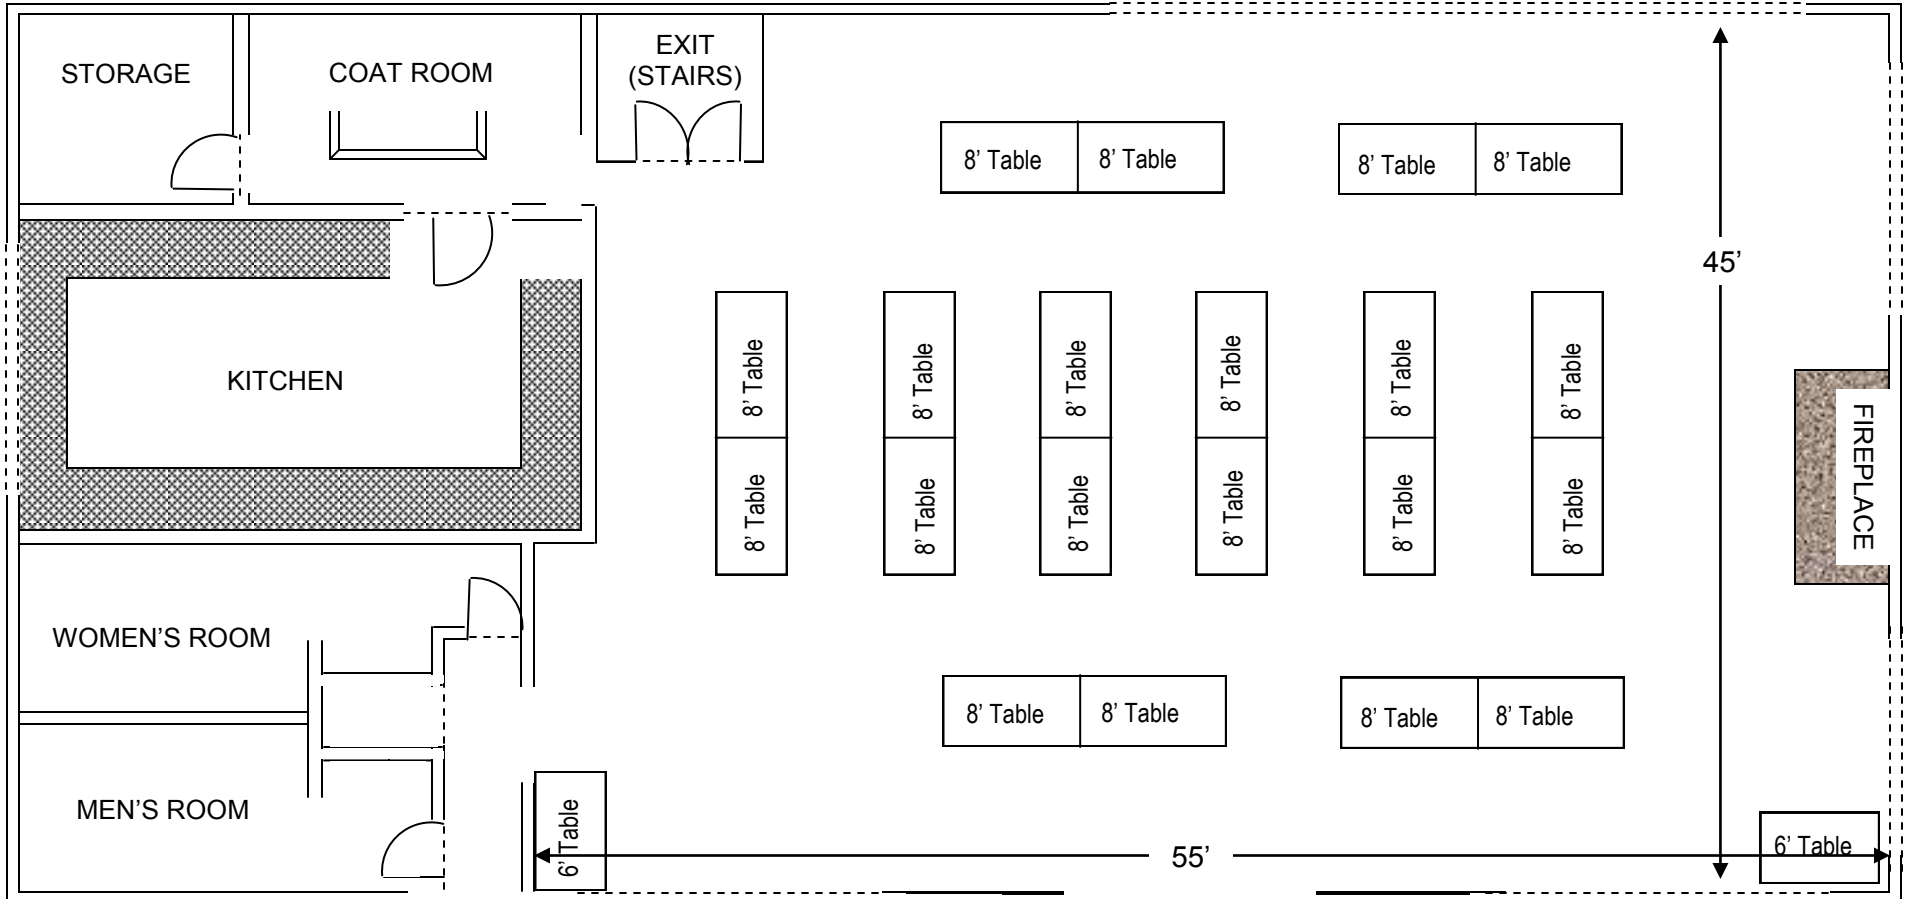 STORAGE
COAT ROOM
EXIT
(STAIRS)
8’ Table
8’ Table
8’ Table
8’ Table
45’
KITCHEN
8’ Table
8’ Table
8’ Table
8’ Table
8’ Table
8’ Table
8’ Table
8’ Table
8’ Table
8’ Table
8’ Table
8’ Table
FIREPLACE
WOMEN’S ROOM
8’ Table
8’ Table
8’ Table
8’ Table
MEN’S ROOM
6’ Table
55’
6’ Table